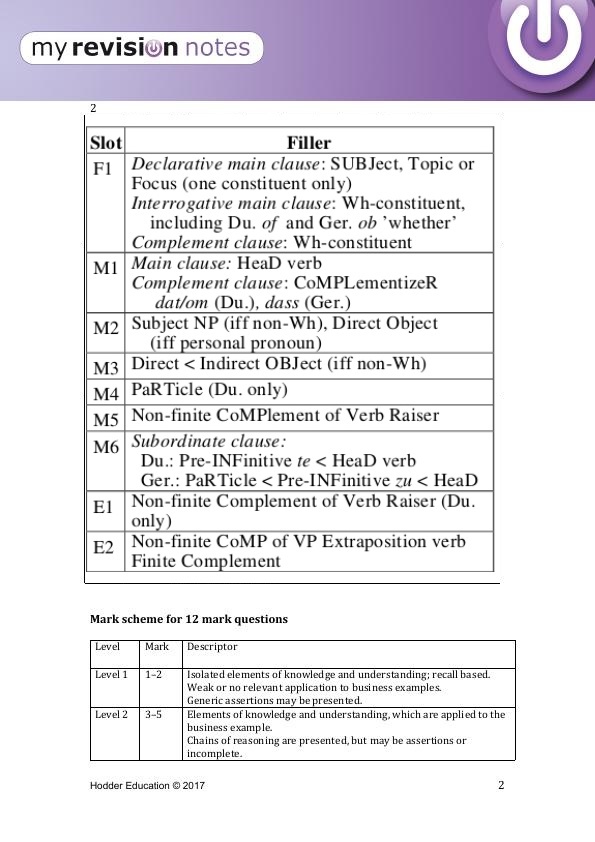 my revision notes
2
Slot Filler
F1 Declarative main clause: SUBJect, Topic or
Focus (one constituent only)
Interrogative main clause: Wh-constituent,
including Du. of and Ger. ob ’whether’
Complement clause: Wh-constituent
M1 Main clause: HeaD verb
Complement clause: CoMPLementizeR
dat/om (Du.), dass (Ger.)
M2 Subject NP (iff non-Wh), Direct Object
(iff personal pronoun)
M3 Direct < Indirect OBJect (iff non-Wh)
M4 PaRTicle (Du. only)
M5 Non-finite CoMPlement of Verb Raiser
M6 Subordinate clause:
Du.: Pre-INFinitive te < HeaD verb
Ger.: PaRTicle < Pre-INFinitive zu < HeaD
E1 Non-finite Complement of Verb Raiser (Du.
only)
E2 Non-finite CoMP of VP Extraposition verb
Finite Complement
Mark scheme for 12 mark questions
Level Mark Descriptor
Level 1 1–2 Isolated elements of knowledge and understanding; recall based.
Weak or no relevant application to business examples.
Generic assertions may be presented.
Level 2 3–5 Elements of knowledge and understanding, which are applied to the
business example.
Chains of reasoning are presented, but may be assertions or
incomplete.
Hodder Education © 2017 2